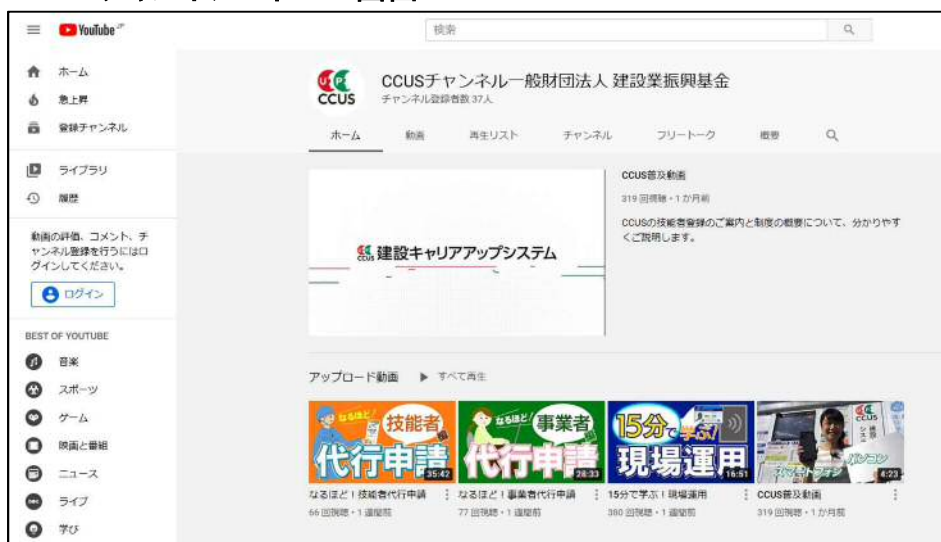 YouTube JP
検索
ホーム
急上昇
登録チャンネル
ライブラリ
履歴
動画の評価、コメント、チ
ャンネル登録を行うにはロ
グインしてください。
ログイン
BEST OF YOUTUBE
音楽
スポーツ
ゲーム
映画と番組
ニュース
ライブ
学び
CCUS
CCUSチャンネル一般財団法人 建設業振興基金
チャンネル登録者数 37人
ホーム 動画 再生リスト チャンネル フリートーク 概要
CCUS 建設キャリアアップシステム
CCUS普及動画
319 回視聴・1 か月前
CCUSの技能者登録のご案内と制度の概要について、分かりやす
くご説明します。
アップロード動画 すべて再生
なるほど! 技能者
代行申請
35:42
なるほど! 事業者
代行申請
26:33
15分で学ぶ!
現場運用
16:51
CCUS
スマートフォン
パソコン
4:23
なるほど！技能者代行申請
66 回視聴・1 週間前
なるほど！事業者代行申請
77 回視聴・1 週間前
15分で学ぶ！現場運用
380 回視聴・1 週間前
CCUS普及動画
319 回視聴・1 か月前